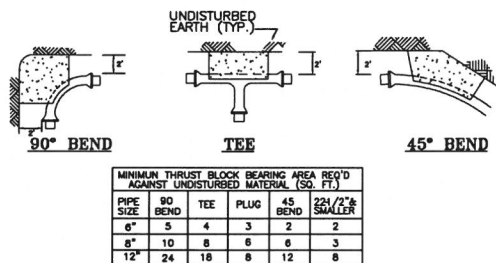 UNDISTURBED
EARTH (TYP.)
2'
2'
2'
2'
90° BEND
TEE
45° BEND
MINIMUN THRUST BLOCK BEARING AREA REQ'D
AGAINST UNDISTURBED MATERIAL (SQ. FT.)
PIPE SIZE 90 BEND TEE PLUG 45 BEND 22-1/2"& SMALLER
6" 5 4 3 2 2
8" 10 8 6 6 3
12" 24 18 8 12 8